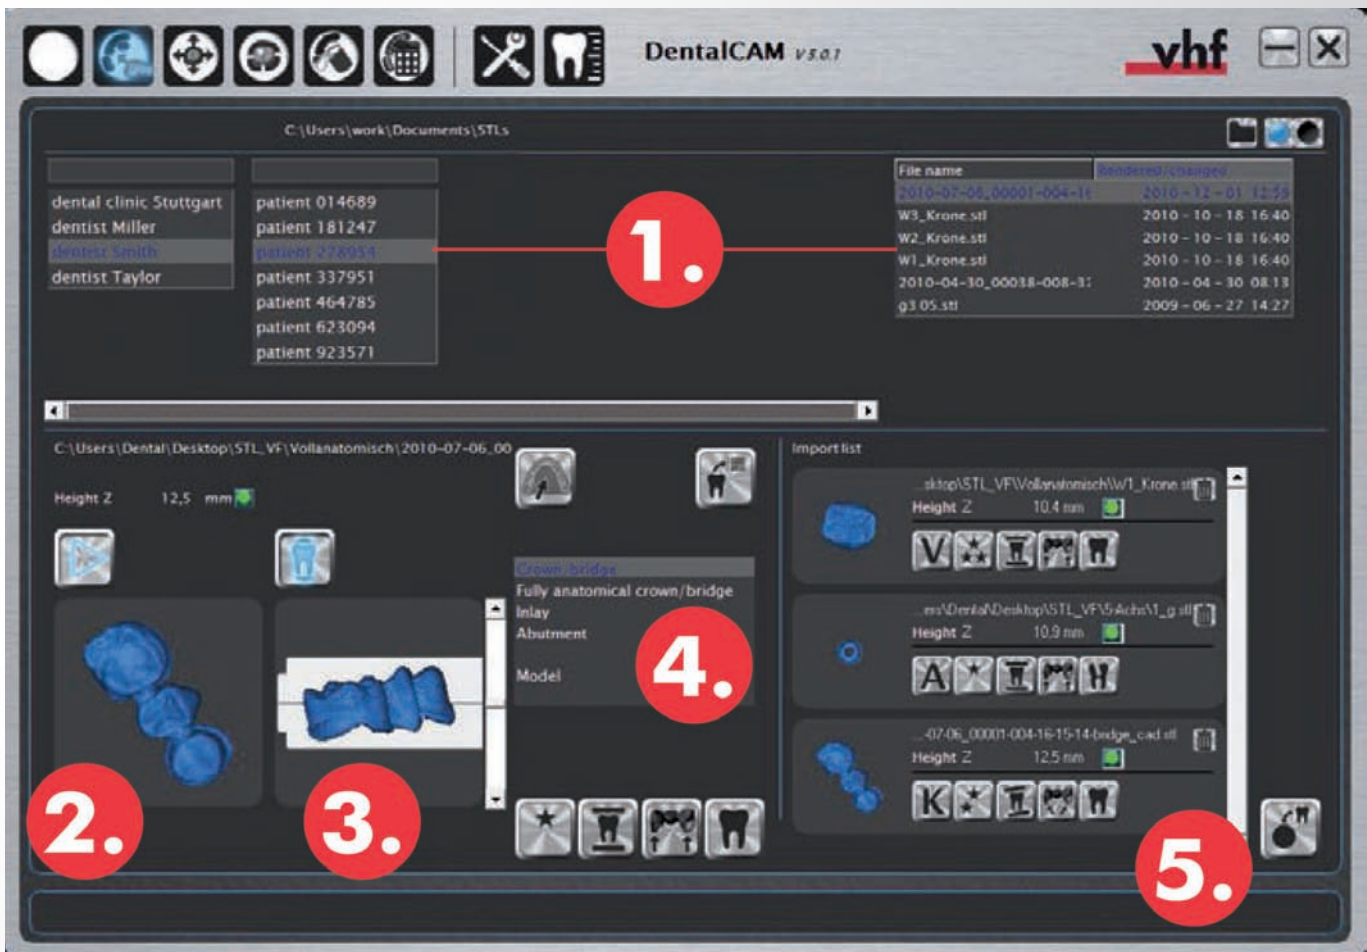 DentalCAM V 5.0.1
vhf
C:\Users\work\Documents\STLs
dental clinic Stuttgart
dentist Miller
dentist Smith
dentist Taylor
patient 014689
patient 181247
patient 278954
patient 337951
patient 464785
patient 623094
patient 923571
1.
File name Rendered/changed
2010-07-06_00001-004-16 2010 - 12 - 01 12:59
W3_Krone.stl 2010 - 10 - 18 16:40
W2_Krone.stl 2010 - 10 - 18 16:40
W1_Krone.stl 2010 - 10 - 18 16:40
2010-04-30_00038-008-37 2010 - 04 - 30 08:13
g3 05.stl 2009 - 06 - 27 14:27
C:\Users\Dental\Desktop\STL_VF\Vollanatomisch\2010-07-06_00
Height Z 12,5 mm
2.
3.
Crown/bridge
Fully anatomical crown/bridge
Inlay
Abutment
Model
4.
Import list
...sktop\STL_VF\Vollanatomisch\W1_Krone.stl
Height Z 10,4 mm
V
...ers\Dental\Desktop\STL_VF\5-Achs\1_g.stl
Height Z 10,9 mm
A
...-07-06_00001-004-16-15-14-bridge_cad.stl
Height Z 12,5 mm
K
5.